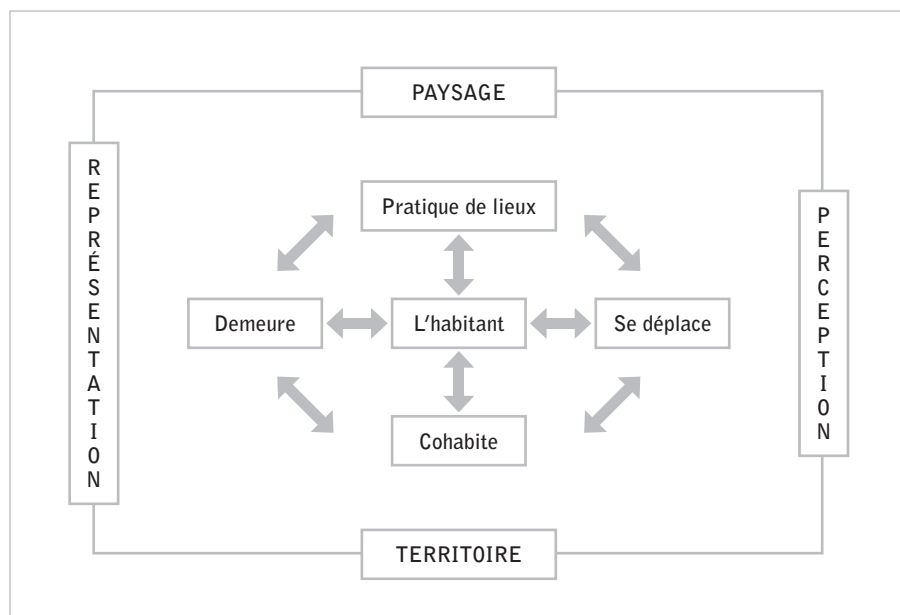 PAYSAGE
REPRÉSENTATION
Pratique de lieux
PERCEPTION
Demeure
L'habitant
Se déplace
Cohabite
TERRITOIRE